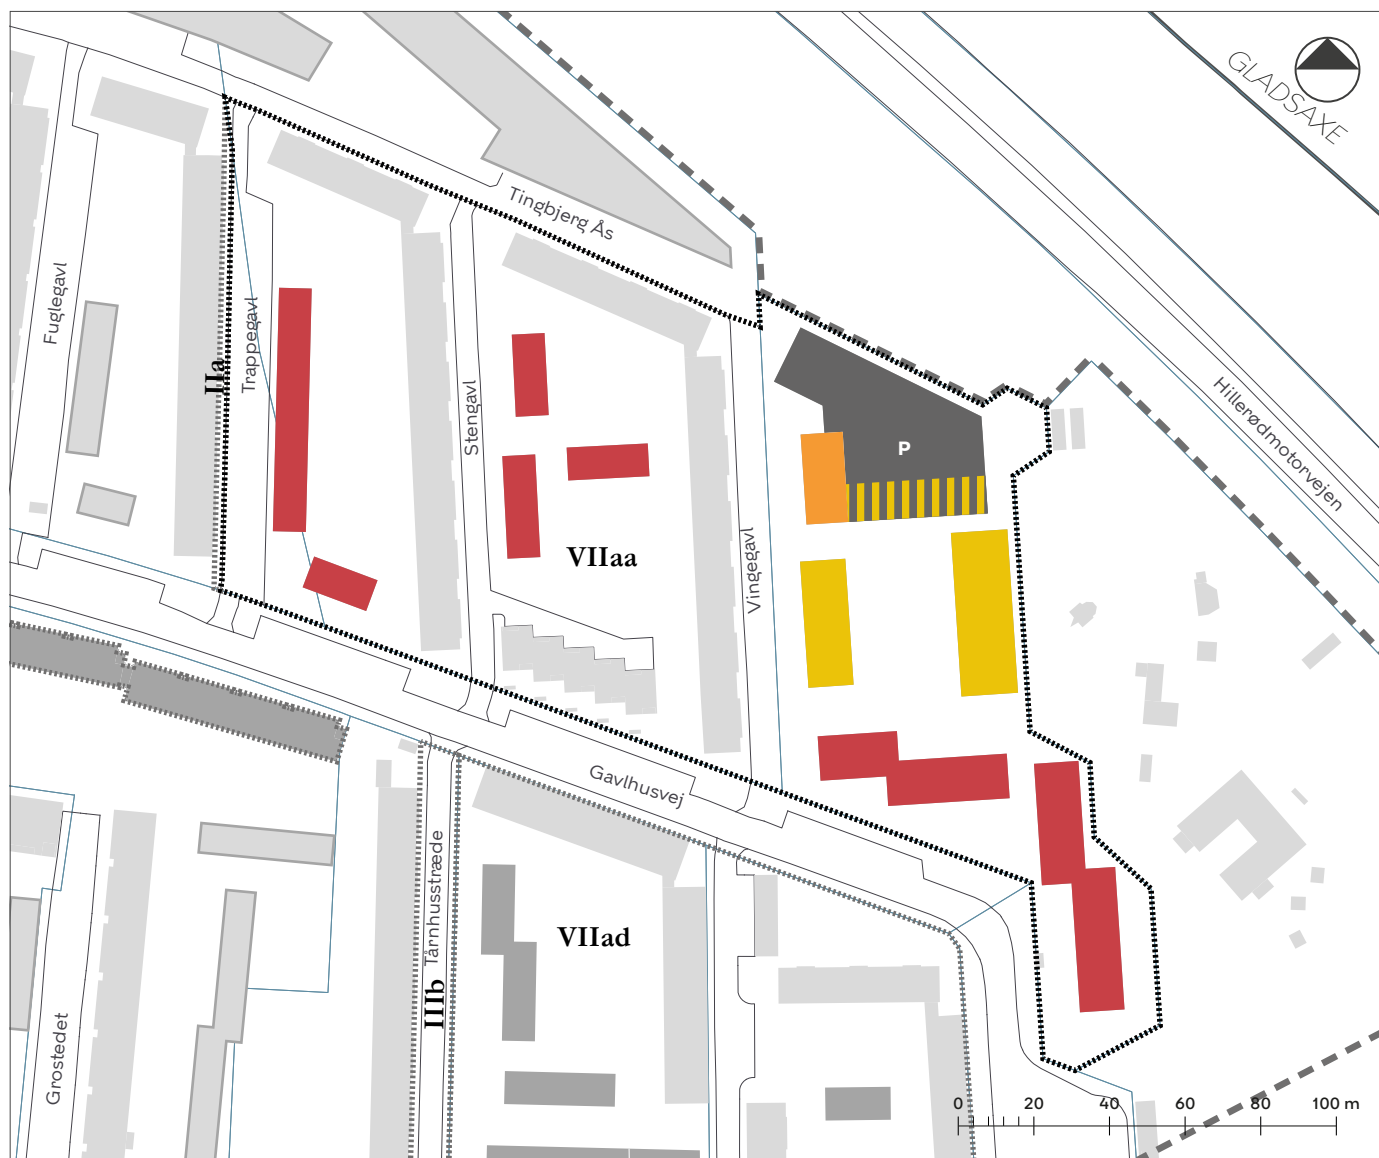 GLADSAXE
Tingbjerg Ås
Fuglegavl
IIa
Trappegavl
Stengavl
Hillerødmotorvejen
P
VIIaa
Vingegavl
Gavlhusvej
Tårnhusstræde
VIIad
IIIb
Grostedet
0 20 40 60 80 100 m